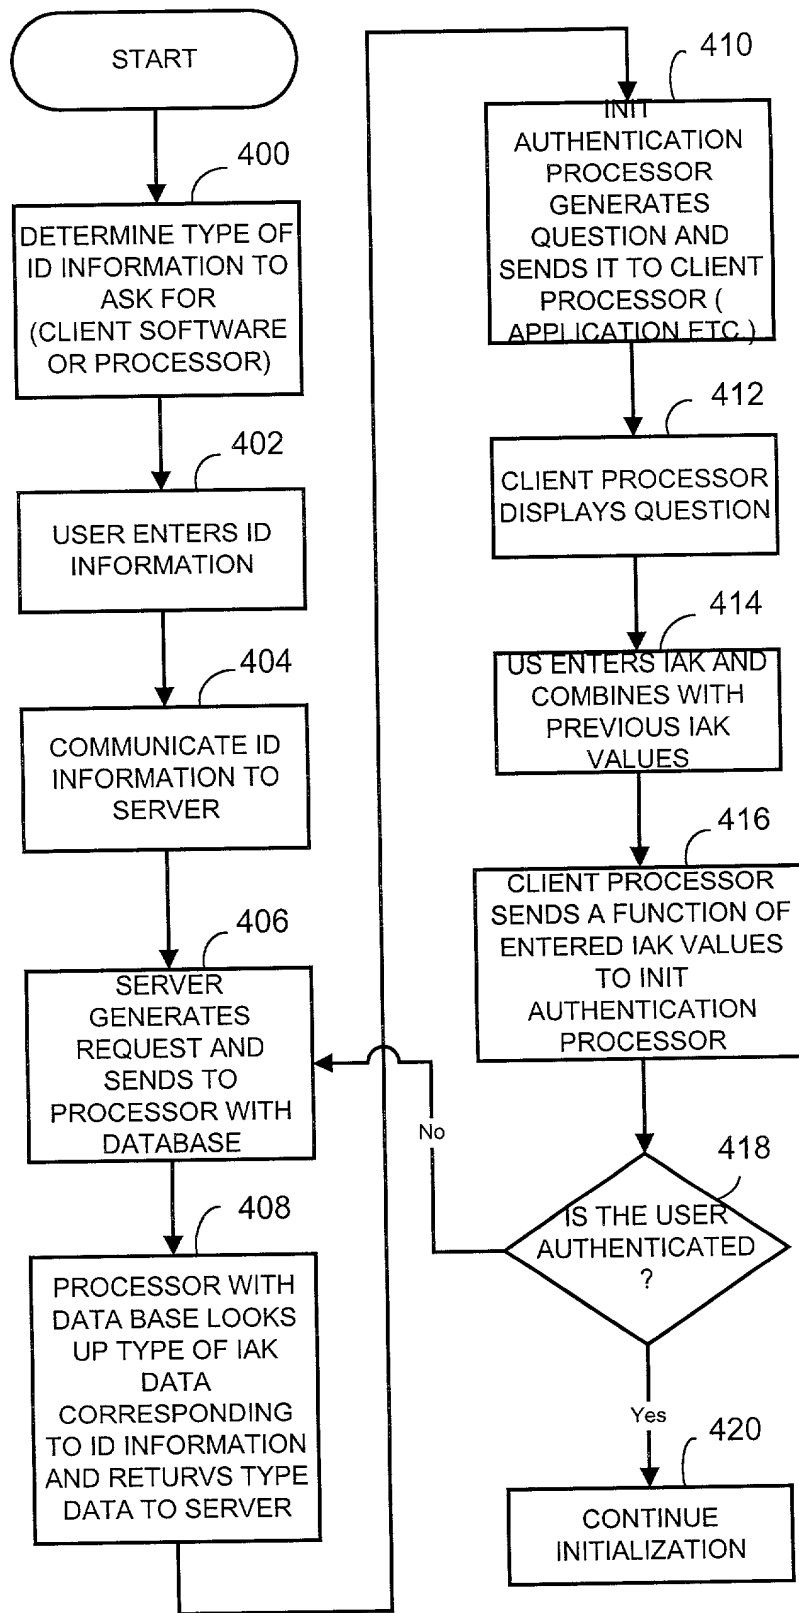 START
400
DETERMINE TYPE OF
ID INFORMATION TO
ASK FOR
(CLIENT SOFTWARE
OR PROCESSOR)
402
USER ENTERS ID
INFORMATION
404
COMMUNICATE ID
INFORMATION TO
SERVER
406
SERVER
GENERATES
REQUEST AND
SENDS TO
PROCESSOR WITH
DATABASE
408
PROCESSOR WITH
DATA BASE LOOKS
UP TYPE OF IAK
DATA
CORRESPONDING
TO ID INFORMATION
AND RETURVS TYPE
DATA TO SERVER
410
INIT
AUTHENTICATION
PROCESSOR
GENERATES
QUESTION AND
SENDS IT TO CLIENT
PROCESSOR (
APPLICATION ETC.)
412
CLIENT PROCESSOR
DISPLAYS QUESTION
414
US ENTERS IAK AND
COMBINES WITH
PREVIOUS IAK
VALUES
416
CLIENT PROCESSOR
SENDS A FUNCTION OF
ENTERED IAK VALUES
TO INIT
AUTHENTICATION
PROCESSOR
418
IS THE USER
AUTHENTICATED
?
No
Yes
420
CONTINUE
INITIALIZATION